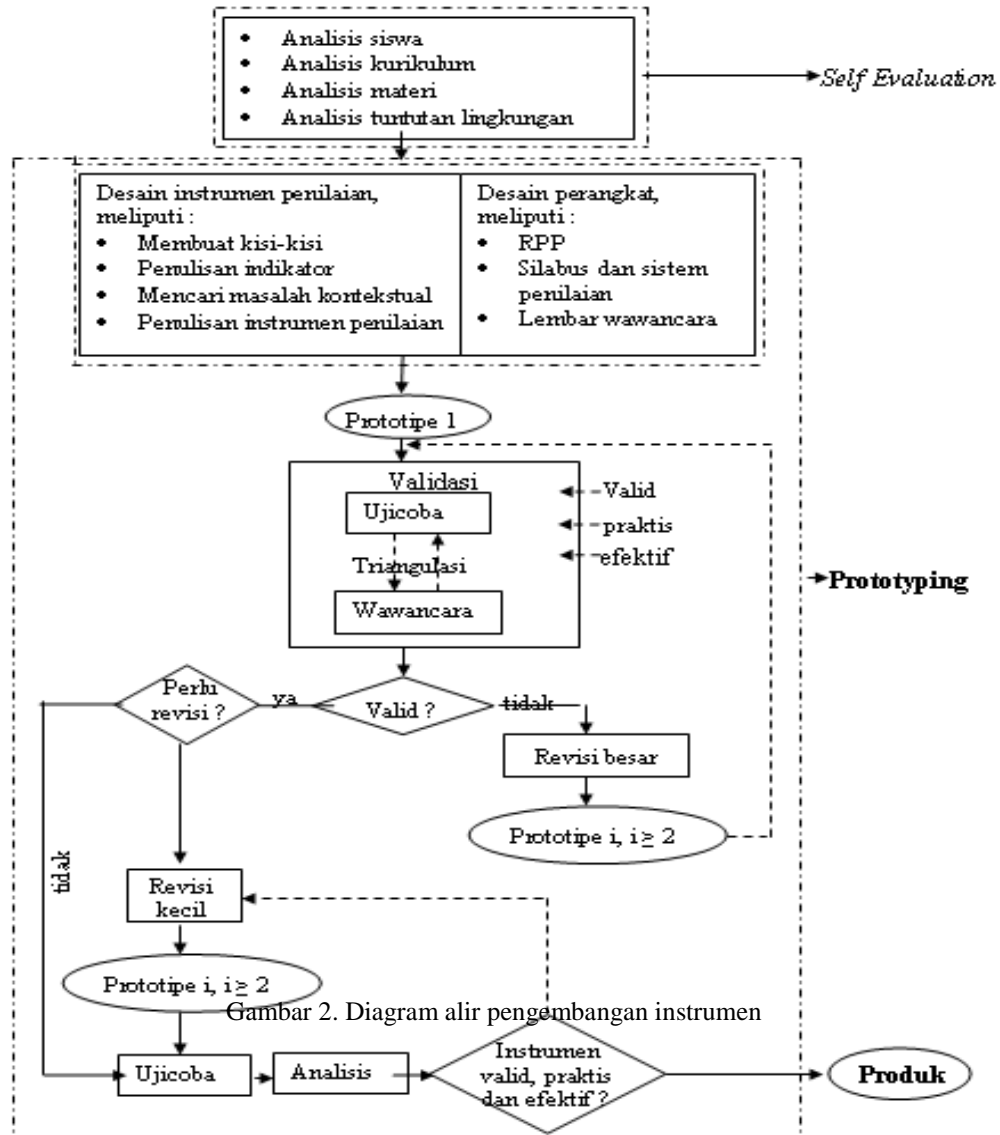 • Analisis siswa
• Analisis kurikulum
• Analisis materi
• Analisis tuntutan lingkungan
Self Evaluation
Desain instrumen penilaian,
meliputi :
• Membuat kisi-kisi
• Penulisan indikator
• Mencari masalah kontekstual
• Penulisan instrumen penilaian
Desain perangkat,
meliputi :
• RPP
• Silabus dan sistem
penilaian
• Lembar wawancara
Prototipe 1
Validasi
Ujicoba
Triangulasi
Wawancara
Valid
praktis
efektif
Prototyping
Perlu
revisi ?
ya
Valid ?
tidak
Revisi besar
Prototipe i, i ≥ 2
tidak
Revisi
kecil
Prototipe i, i ≥ 2
Gambar 2. Diagram alir pengembangan instrumen
Ujicoba
Analisis
Instrumen
valid, praktis
dan efektif ?
Produk